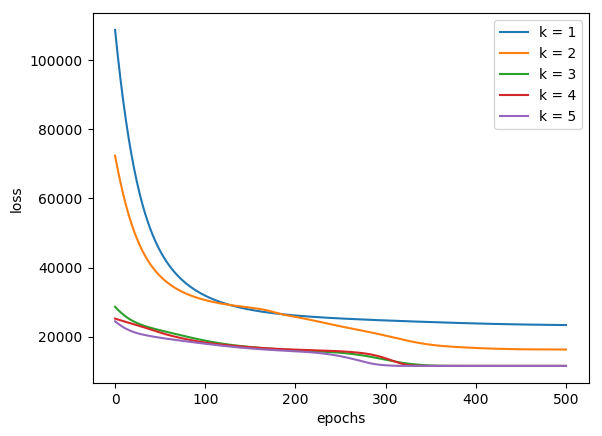 100000
80000
60000
40000
20000
loss
0
100
200
300
400
500
epochs
k = 1
k = 2
k = 3
k = 4
k = 5